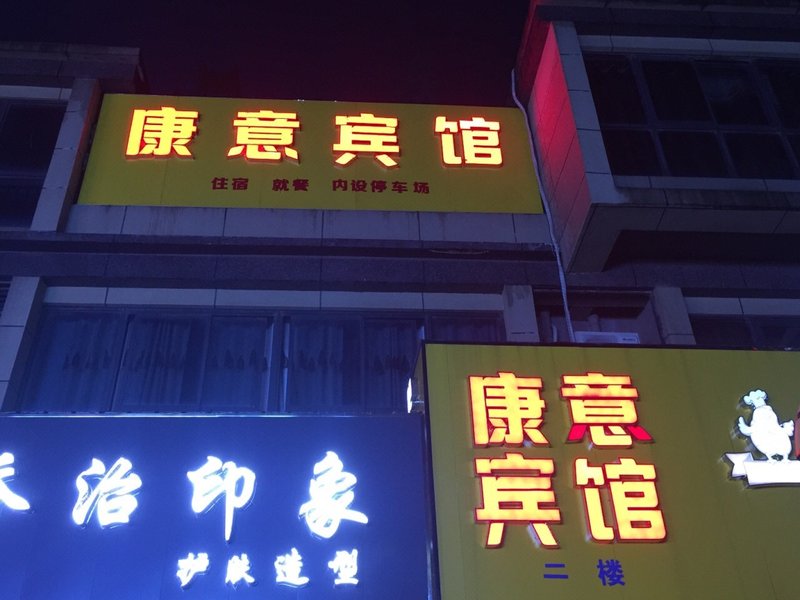 康意宾馆
住宿 就餐 内设停车场
康意
宾馆
二楼
治印象
护肤造型